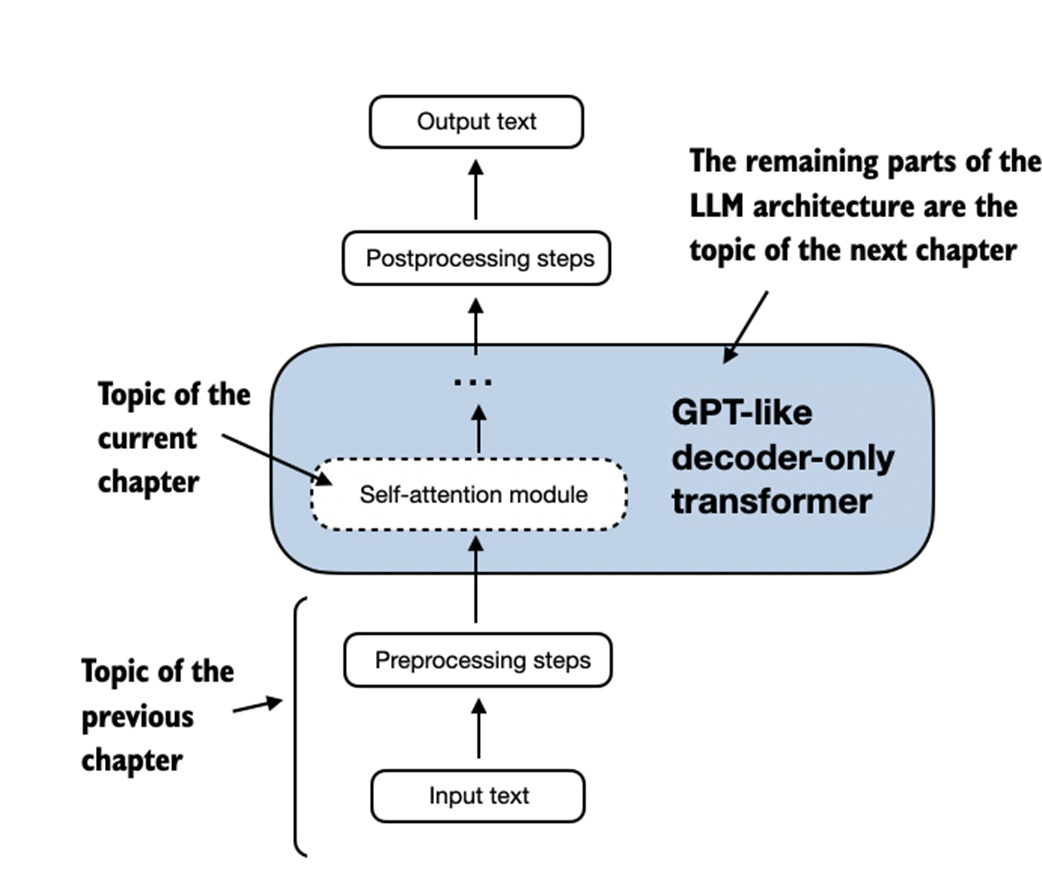 Output text
The remaining parts of the
LLM architecture are the
topic of the next chapter
Postprocessing steps
...
Topic of the
current
chapter
GPT-like
decoder-only
transformer
Self-attention module
Preprocessing steps
Topic of the
previous
chapter
Input text